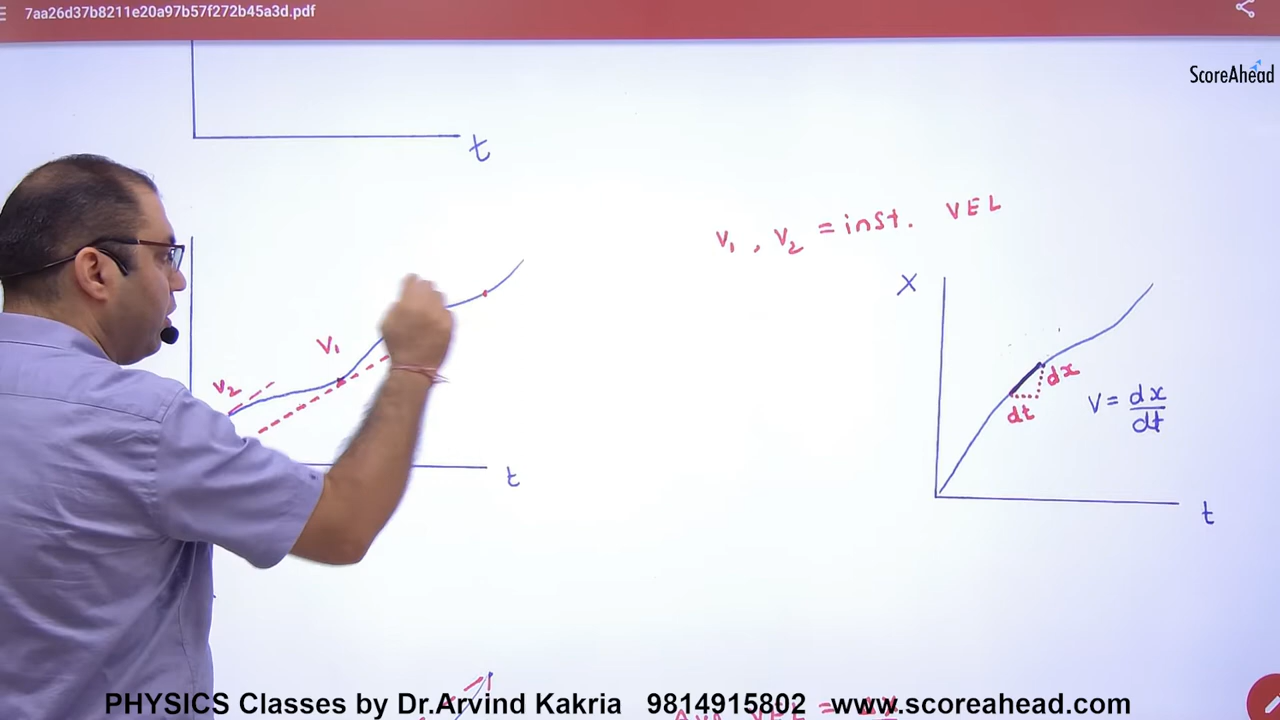 7aa26d37b8211e20a97b57f272b45a3d.pdf
ScoreAhead
t
V₁, V₂ = inst. VEL
V₁
V₂
t
X
dx
dt
V = dx/dt
t
PHYSICS Classes by Dr.Arvind Kakria 9814915802 www.scoreahead.com